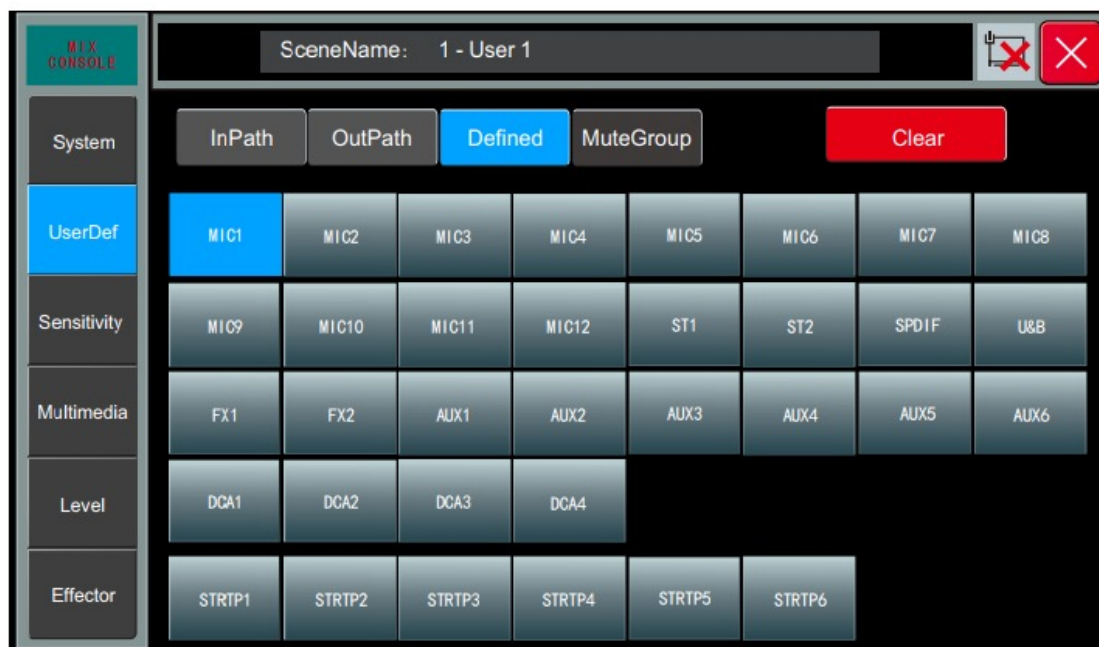 MIX
CONSOLE
SceneName: 1 - User 1
System
UserDef
Sensitivity
Multimedia
Level
Effector
InPath OutPath Defined MuteGroup Clear
MIC1 MIC2 MIC3 MIC4 MIC5 MIC6 MIC7 MIC8
MIC9 MIC10 MIC11 MIC12 ST1 ST2 SPDIF U&B
FX1 FX2 AUX1 AUX2 AUX3 AUX4 AUX5 AUX6
DCA1 DCA2 DCA3 DCA4
STRTP1 STRTP2 STRTP3 STRTP4 STRTP5 STRTP6